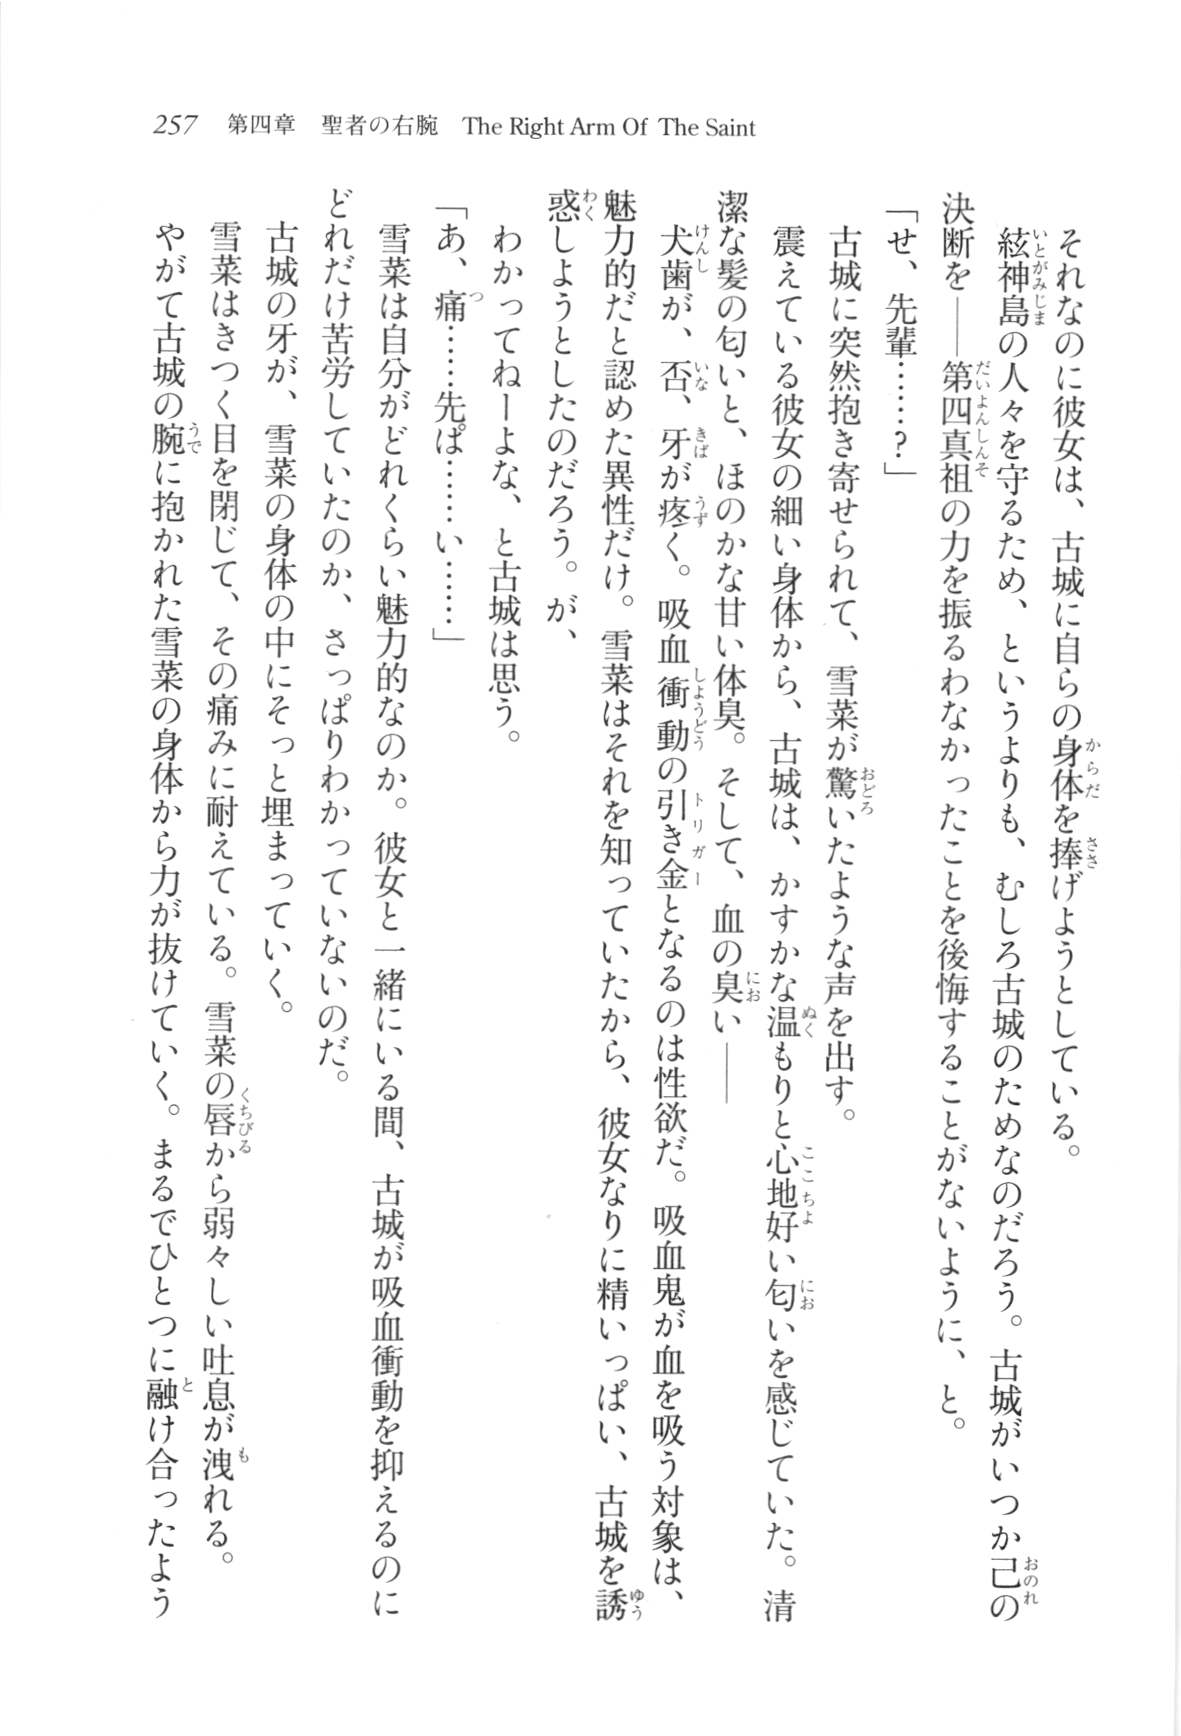 257　第四章　聖者の右腕　The Right Arm Of The Saint
　それなのに彼女は、古城に自らの身体を捧げようとしている。
　絃神島の人々を守るため、というよりも、むしろ古城のためなのだろう。古城がいつか己の
決断を――第四真祖の力を振るわなかったことを後悔することがないように、と。
「せ、先輩……？」
　古城に突然抱き寄せられて、雪菜が驚いたような声を出す。
　震えている彼女の細い身体から、古城は、かすかな温もりと心地好い匂いを感じていた。清
潔な髪の匂いと、ほのかな甘い体臭。そして、血の臭い――
　犬歯が、否、牙が疼く。吸血衝動の引き金となるのは性欲だ。吸血鬼が血を吸う対象は、
魅力的だと認めた異性だけ。雪菜はそれを知っていたから、彼女なりに精いっぱい、古城を誘
惑しようとしたのだろう。が、
　わかってねーよな、と古城は思う。
「あ、痛……先ぱ……い……」
　雪菜は自分がどれくらい魅力的なのか。彼女と一緒にいる間、古城が吸血衝動を抑えるのに
どれだけ苦労していたのか、さっぱりわかっていないのだ。
　古城の牙が、雪菜の身体の中にそっと埋まっていく。
　雪菜はきつく目を閉じて、その痛みに耐えている。雪菜の唇から弱々しい吐息が洩れる。
　やがて古城の腕に抱かれた雪菜の身体から力が抜けていく。まるでひとつに融け合ったよう